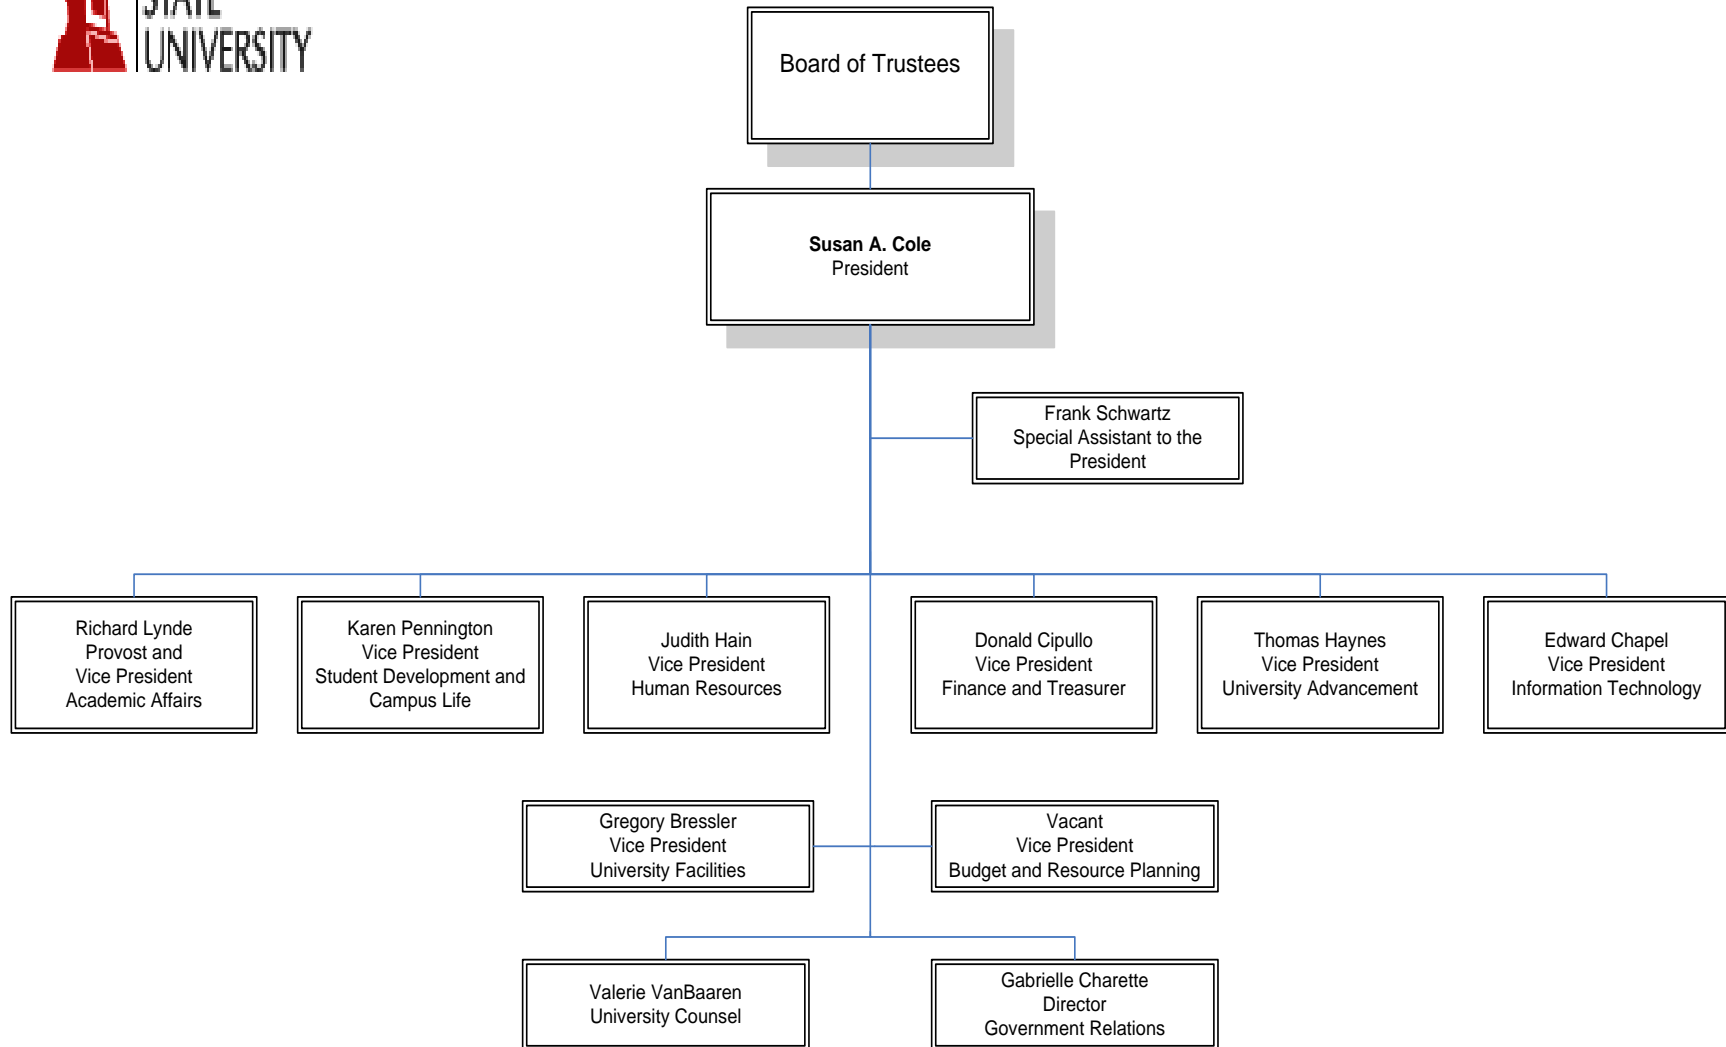 STATE
UNIVERSITY
Board of Trustees
Susan A. Cole
President
Frank Schwartz
Special Assistant to the
President
Richard Lynde
Provost and
Vice President
Academic Affairs
Karen Pennington
Vice President
Student Development and
Campus Life
Judith Hain
Vice President
Human Resources
Donald Cipullo
Vice President
Finance and Treasurer
Thomas Haynes
Vice President
University Advancement
Edward Chapel
Vice President
Information Technology
Gregory Bressler
Vice President
University Facilities
Vacant
Vice President
Budget and Resource Planning
Valerie VanBaaren
University Counsel
Gabrielle Charette
Director
Government Relations